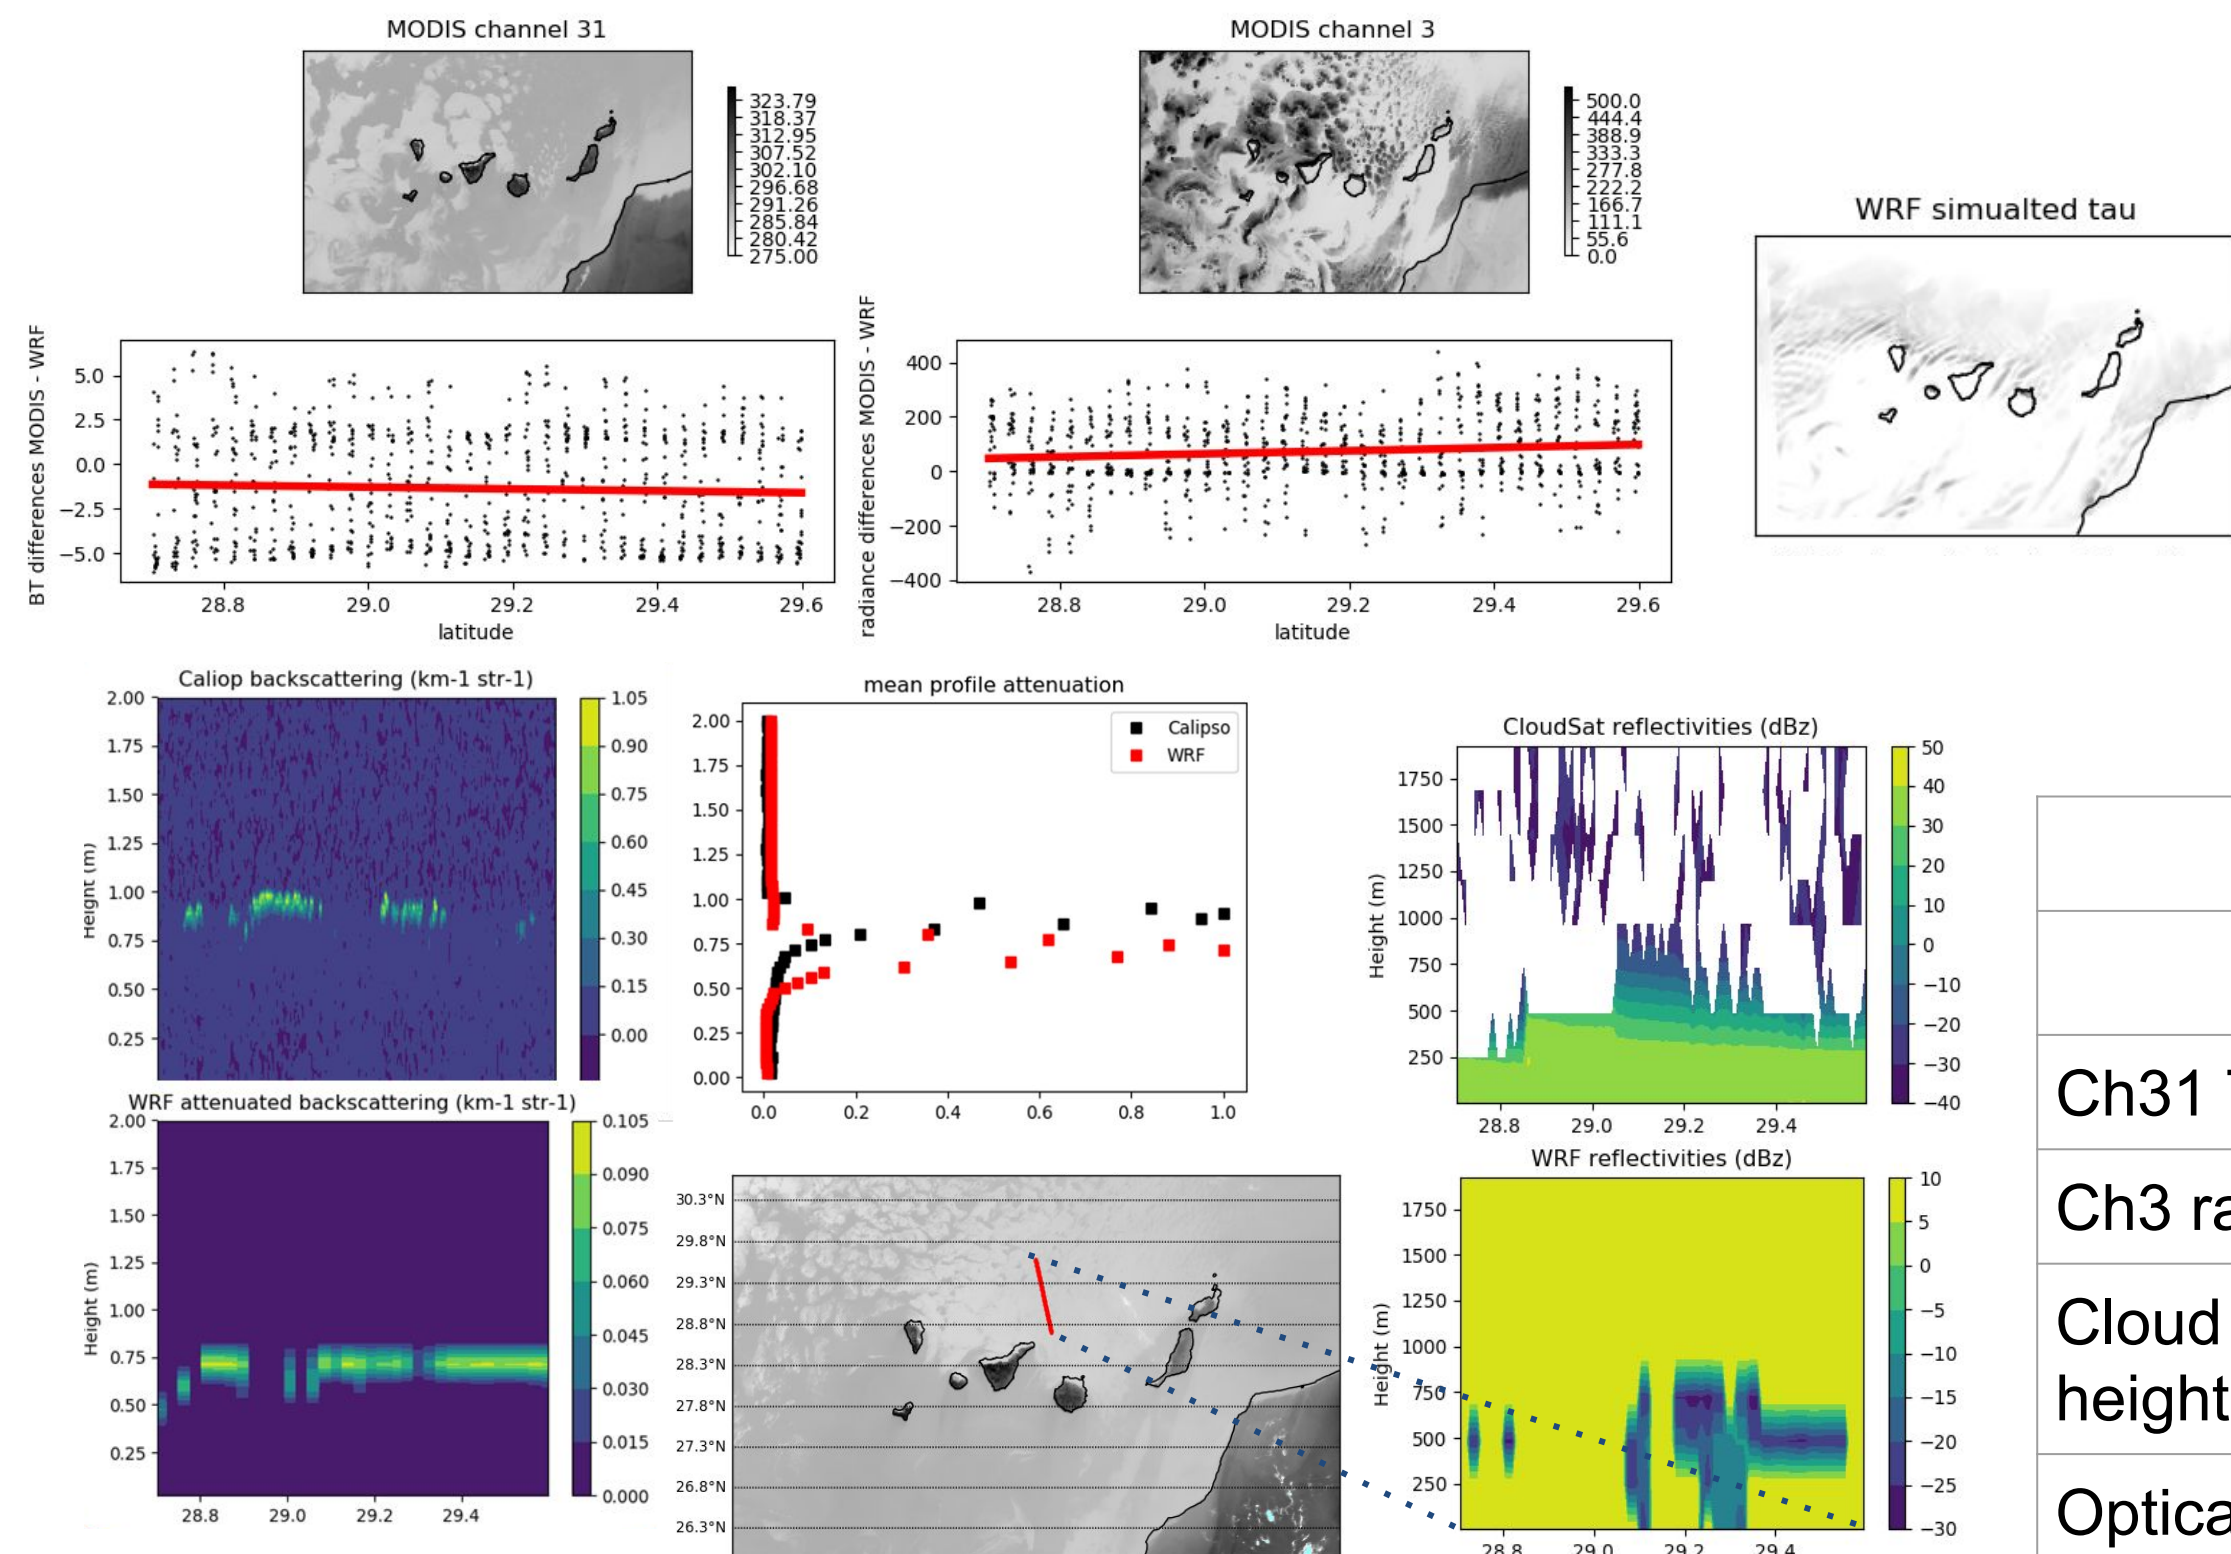 MODIS channel 31
323.79
318.37
312.95
307.52
302.10
296.68
291.26
285.84
280.42
275.00
MODIS channel 3
500.0
444.4
388.9
333.3
277.8
222.2
166.7
111.1
55.6
0.0
WRF simualted tau
BT differences MODIS - WRF
5.0
2.5
0.0
−2.5
−5.0
28.8 29.0 29.2 29.4 29.6
latitude
radiance differences MODIS - WRF
400
200
0
−200
−400
28.8 29.0 29.2 29.4 29.6
latitude
Caliop backscattering (km-1 str-1)
Height (m)
2.00
1.75
1.50
1.25
1.00
0.75
0.50
0.25
1.05
0.90
0.75
0.60
0.45
0.30
0.15
0.00
mean profile attenuation
Calipso
WRF
2.00
1.75
1.50
1.25
1.00
0.75
0.50
0.25
0.00
0.0 0.2 0.4 0.6 0.8 1.0
CloudSat reflectivities (dBz)
Height (m)
1750
1500
1250
1000
750
500
250
28.8 29.0 29.2 29.4
50
40
30
20
10
0
−10
−20
−30
−40
WRF attenuated backscattering (km-1 str-1)
Height (m)
2.00
1.75
1.50
1.25
1.00
0.75
0.50
0.25
28.8 29.0 29.2 29.4
0.105
0.090
0.075
0.060
0.045
0.030
0.015
0.000
30.3°N
29.8°N
29.3°N
28.8°N
28.3°N
27.8°N
27.3°N
26.8°N
26.3°N
WRF reflectivities (dBz)
Height (m)
1750
1500
1250
1000
750
500
250
28.8 29.0 29.2 29.4
10
5
0
−5
−10
−15
−20
−25
−30
Ch31
Ch3 ra
Cloud
height
Optica